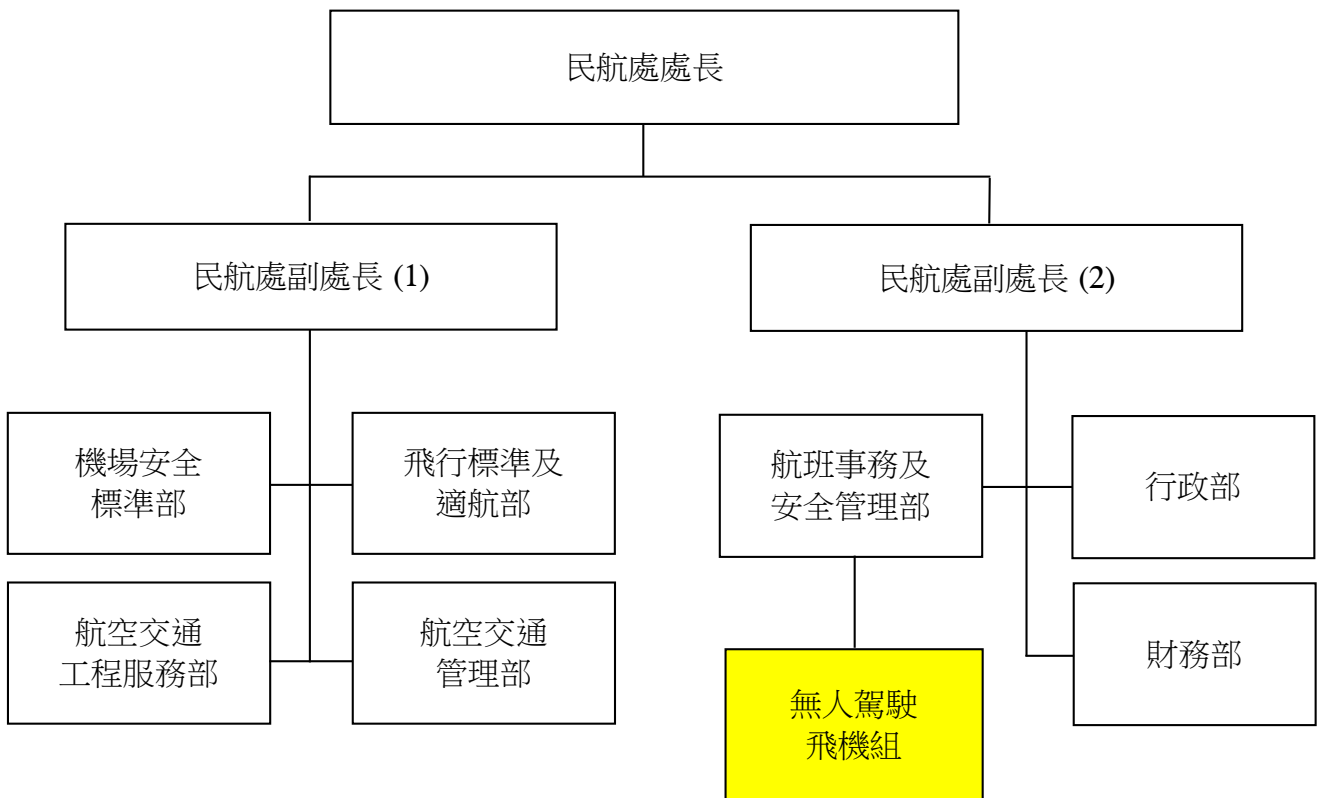 民航處處長
民航處副處長 (1)
民航處副處長 (2)
機場安全
標準部
飛行標準及
適航部
航班事務及
安全管理部
行政部
航空交通
工程服務部
航空交通
管理部
無人駕駛
飛機組
財務部